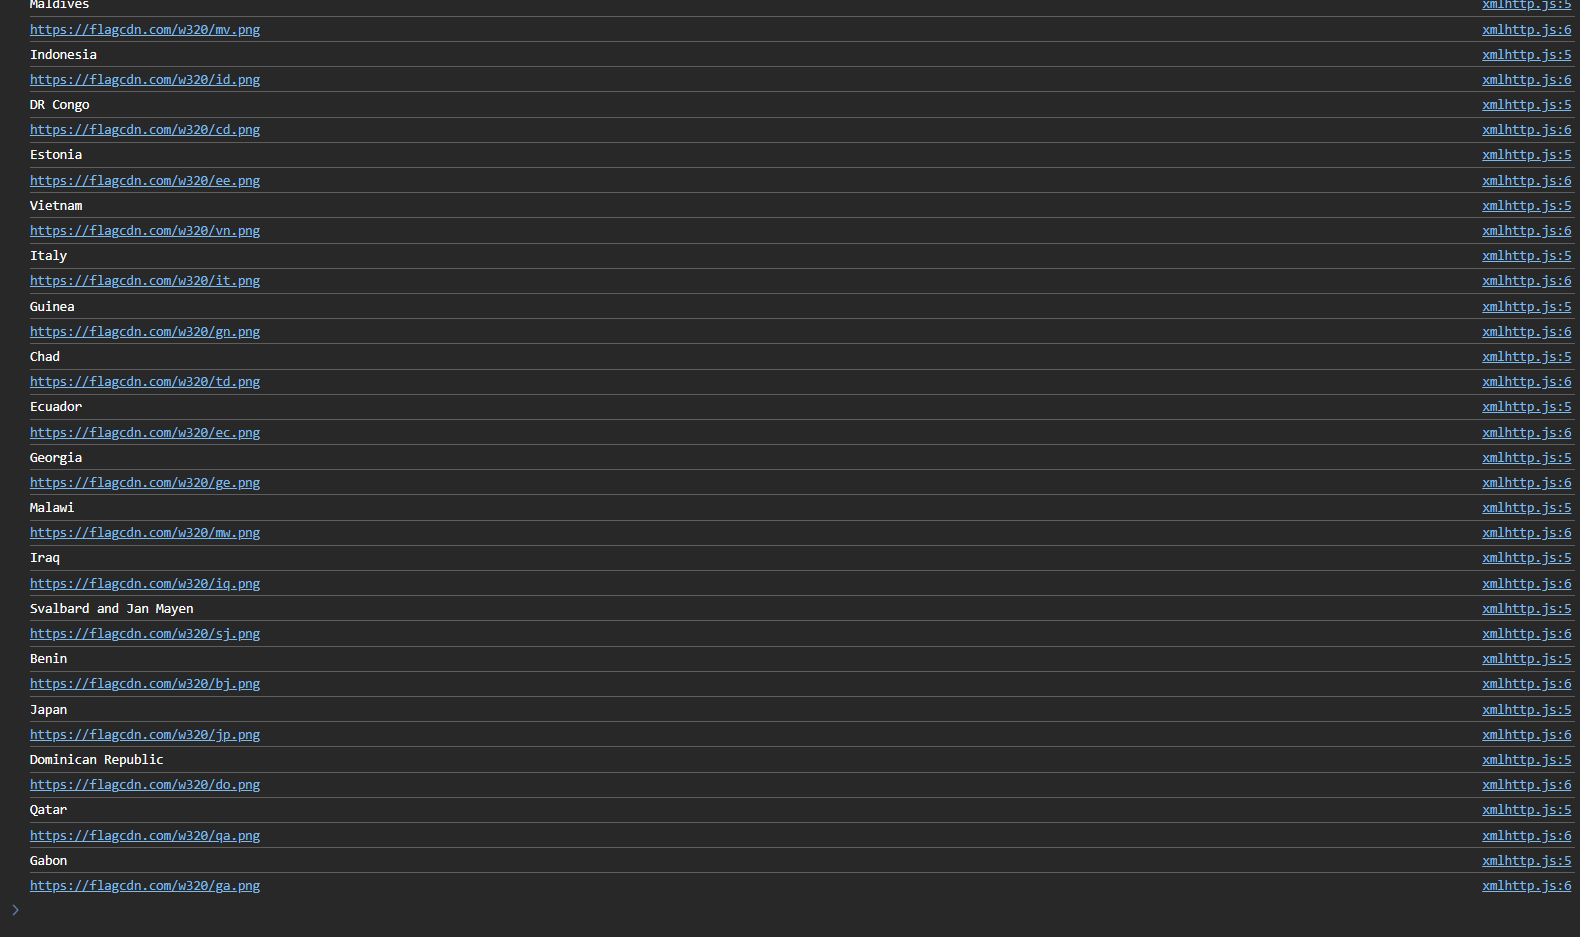 Maldives xmlhttp.js:5
https://flagcdn.com/w320/mv.png xmlhttp.js:6
Indonesia xmlhttp.js:5
https://flagcdn.com/w320/id.png xmlhttp.js:6
DR Congo xmlhttp.js:5
https://flagcdn.com/w320/cd.png xmlhttp.js:6
Estonia xmlhttp.js:5
https://flagcdn.com/w320/ee.png xmlhttp.js:6
Vietnam xmlhttp.js:5
https://flagcdn.com/w320/vn.png xmlhttp.js:6
Italy xmlhttp.js:5
https://flagcdn.com/w320/it.png xmlhttp.js:6
Guinea xmlhttp.js:5
https://flagcdn.com/w320/gn.png xmlhttp.js:6
Chad xmlhttp.js:5
https://flagcdn.com/w320/td.png xmlhttp.js:6
Ecuador xmlhttp.js:5
https://flagcdn.com/w320/ec.png xmlhttp.js:6
Georgia xmlhttp.js:5
https://flagcdn.com/w320/ge.png xmlhttp.js:6
Malawi xmlhttp.js:5
https://flagcdn.com/w320/mw.png xmlhttp.js:6
Iraq xmlhttp.js:5
https://flagcdn.com/w320/iq.png xmlhttp.js:6
Svalbard and Jan Mayen xmlhttp.js:5
https://flagcdn.com/w320/sj.png xmlhttp.js:6
Benin xmlhttp.js:5
https://flagcdn.com/w320/bj.png xmlhttp.js:6
Japan xmlhttp.js:5
https://flagcdn.com/w320/jp.png xmlhttp.js:6
Dominican Republic xmlhttp.js:5
https://flagcdn.com/w320/do.png xmlhttp.js:6
Qatar xmlhttp.js:5
https://flagcdn.com/w320/qa.png xmlhttp.js:6
Gabon xmlhttp.js:5
https://flagcdn.com/w320/ga.png xmlhttp.js:6